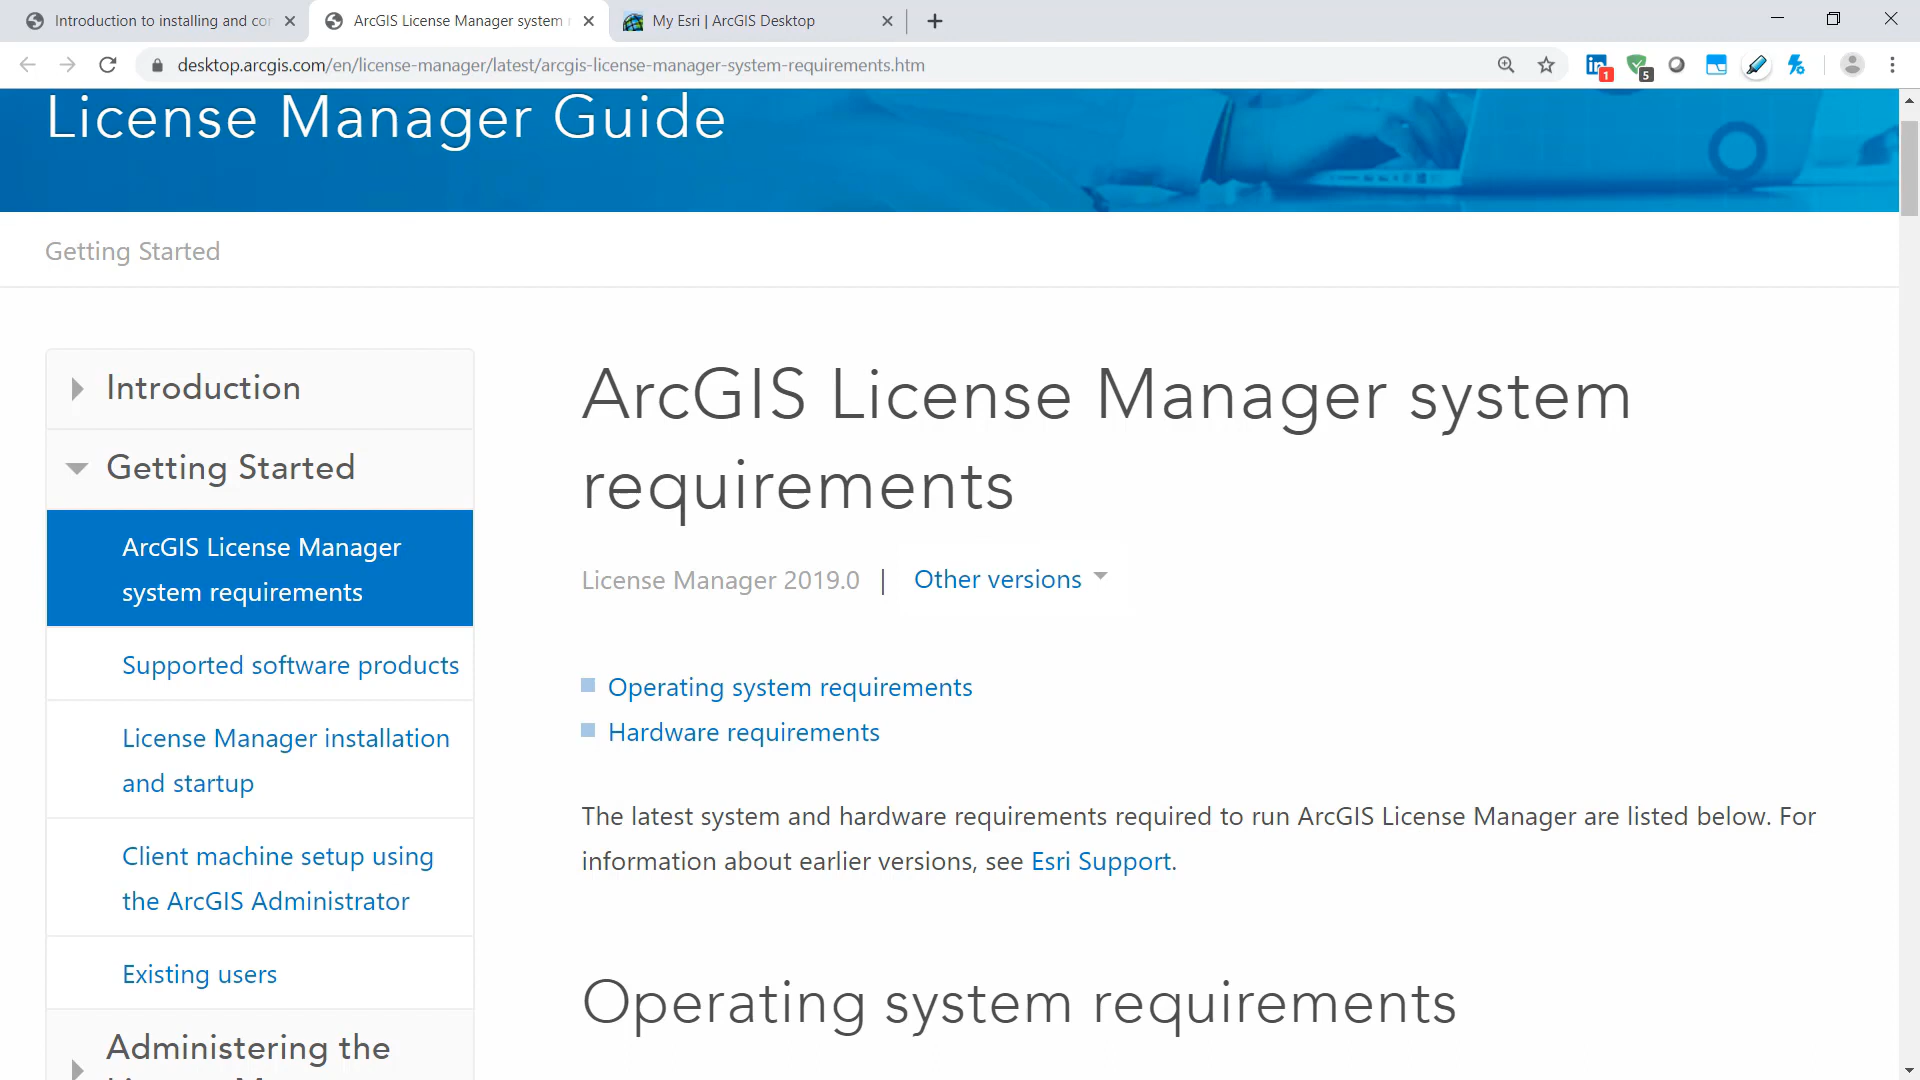 Introduction to installing and con
ArcGIS License Manager system
My Esri | ArcGIS Desktop
desktop.arcgis.com/en/license-manager/latest/arcgis-license-manager-system-requirements.htm
1
5
License Manager Guide
Getting Started
Introduction
Getting Started
ArcGIS License Manager
system requirements
Supported software products
License Manager installation
and startup
Client machine setup using
the ArcGIS Administrator
Existing users
Administering the
ArcGIS License Manager system
requirements
License Manager 2019.0 | Other versions
Operating system requirements
Hardware requirements
The latest system and hardware requirements required to run ArcGIS License Manager are listed below. For
information about earlier versions, see Esri Support.
Operating system requirements